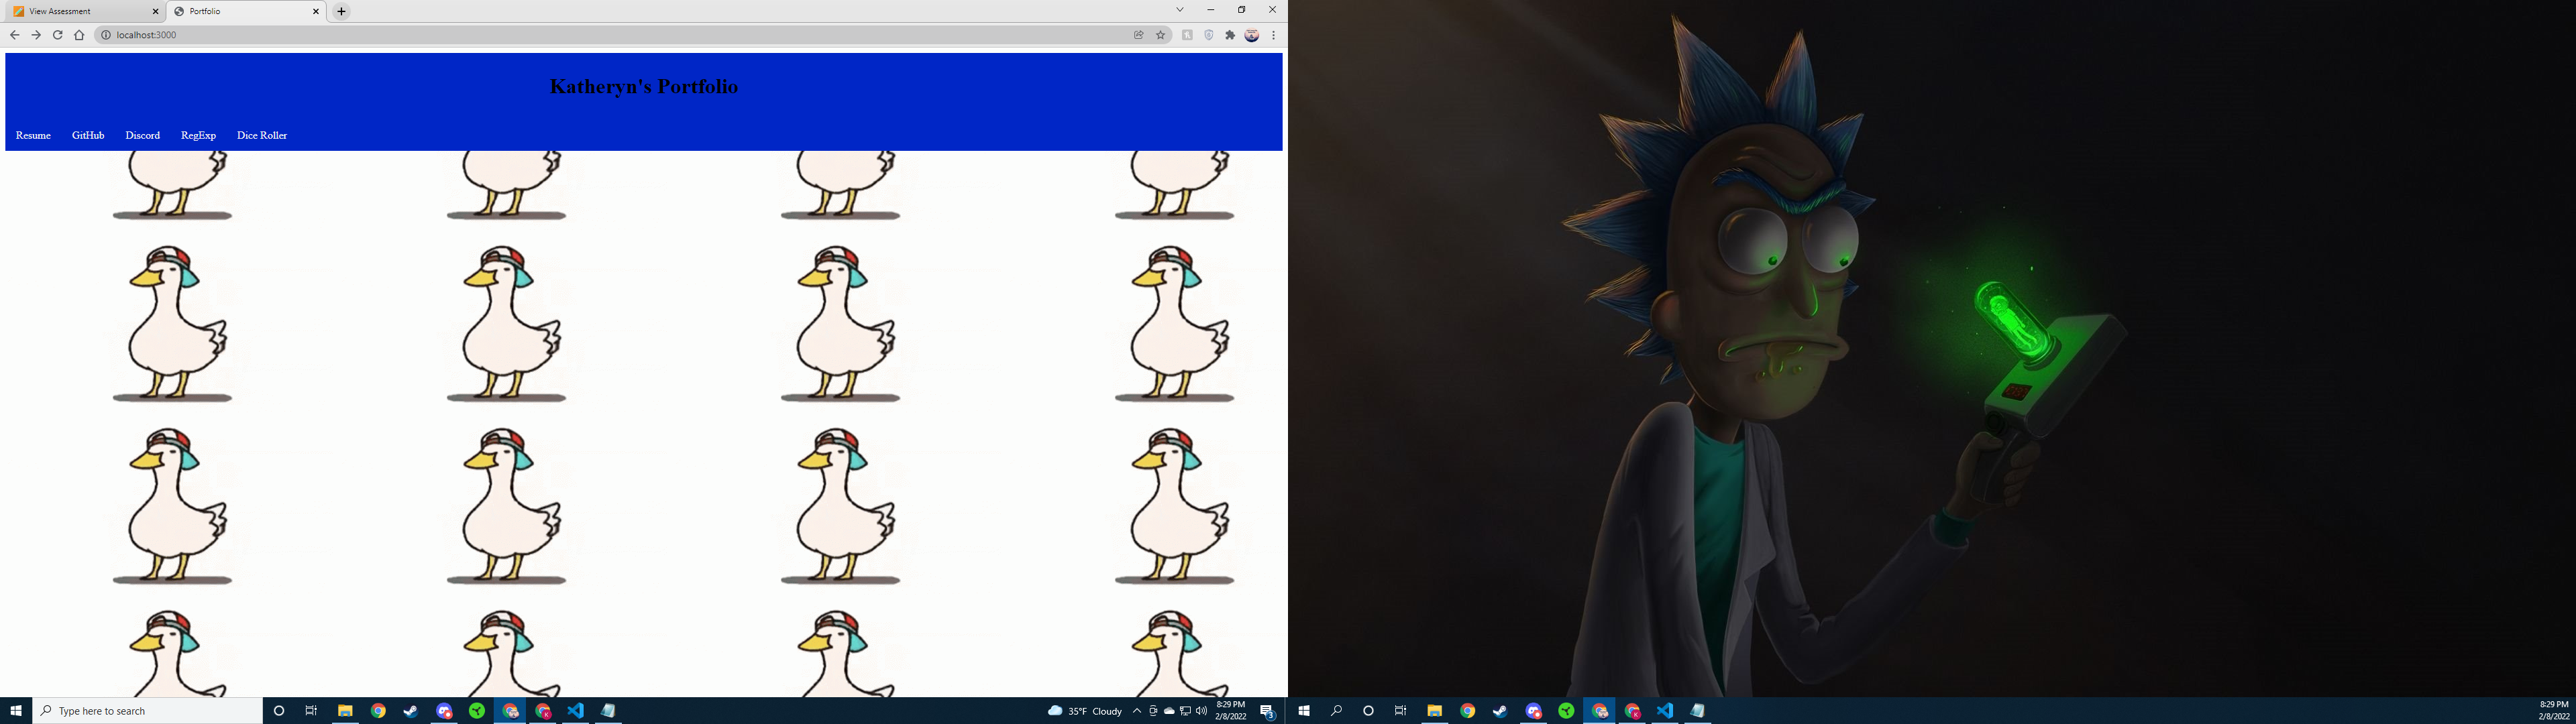 View Assessment
Portfolio
localhost:3000
Katheryn's Portfolio
Resume GitHub Discord RegExp Dice Roller
Type here to search
35°F Cloudy
8:29 PM
2/8/2022
3
8:29 PM
2/8/2022